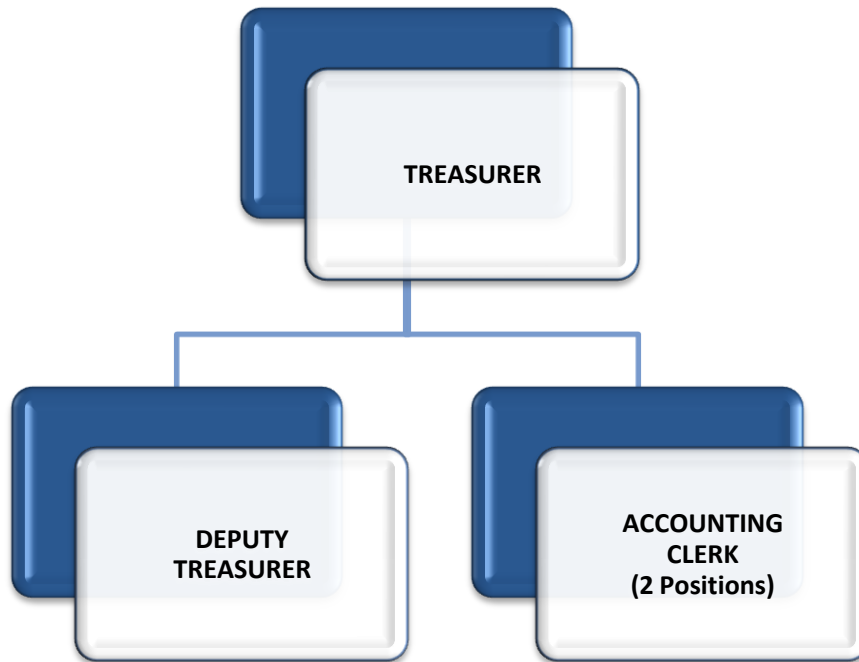 TREASURER
DEPUTY
TREASURER
ACCOUNTING
CLERK
(2 Positions)